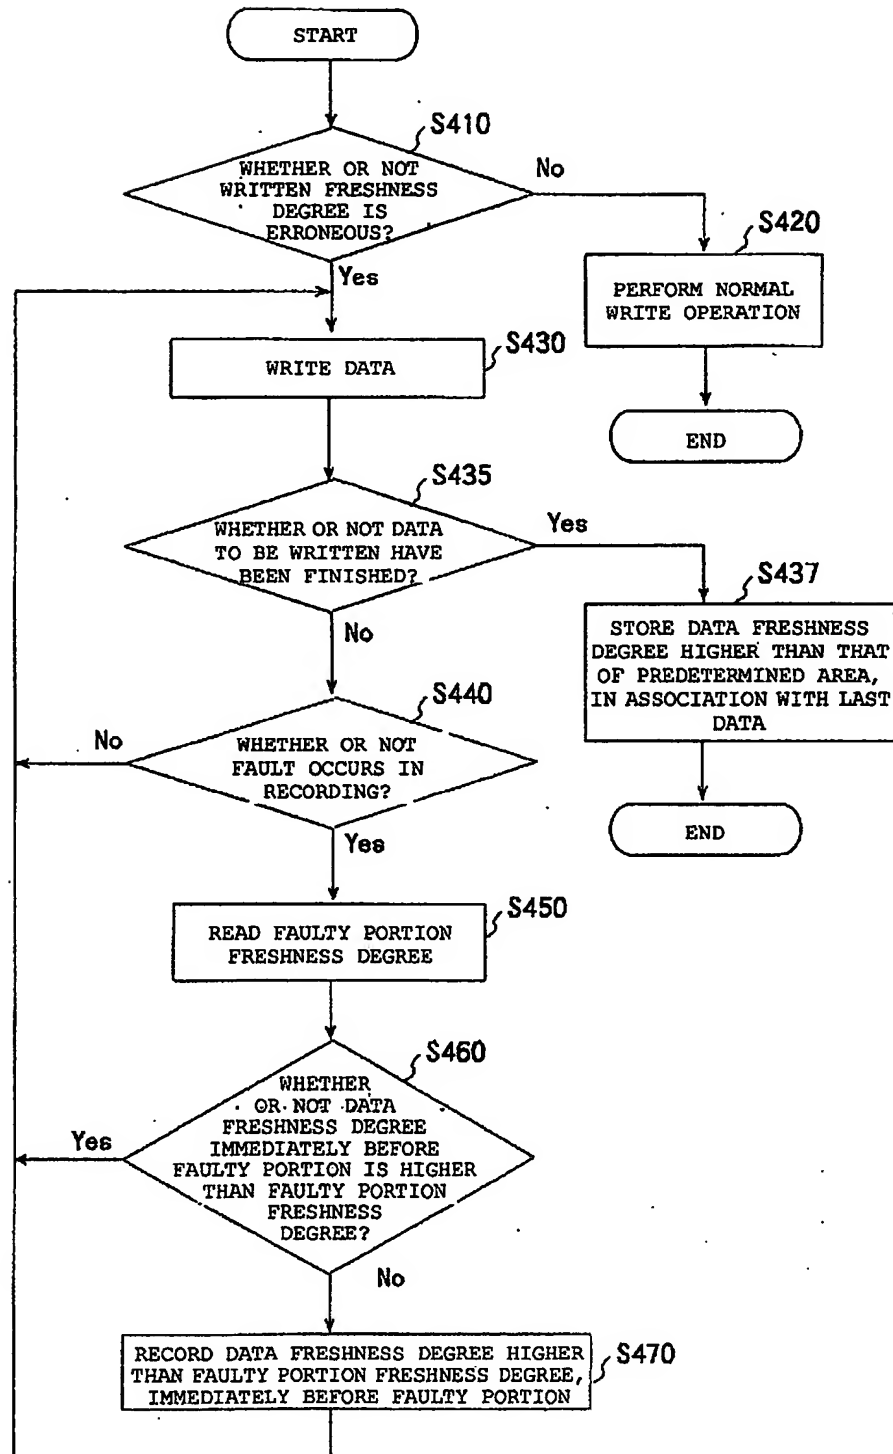 START
S410
WHETHER OR NOT
WRITTEN FRESHNESS
DEGREE IS
ERRONEOUS?
No
Yes
S420
PERFORM NORMAL
WRITE OPERATION
END
S430
WRITE DATA
S435
WHETHER OR NOT DATA
TO BE WRITTEN HAVE
BEEN FINISHED?
Yes
No
S437
STORE DATA FRESHNESS
DEGREE HIGHER THAN THAT
OF PREDETERMINED AREA,
IN ASSOCIATION WITH LAST
DATA
END
S440
No
WHETHER OR NOT
FAULT OCCURS IN
RECORDING?
Yes
S450
READ FAULTY PORTION
FRESHNESS DEGREE
S460
WHETHER
OR NOT DATA
FRESHNESS DEGREE
IMMEDIATELY BEFORE
FAULTY PORTION IS HIGHER
THAN FAULTY PORTION
FRESHNESS
DEGREE?
Yes
No
S470
RECORD DATA FRESHNESS DEGREE HIGHER
THAN FAULTY PORTION FRESHNESS DEGREE,
IMMEDIATELY BEFORE FAULTY PORTION